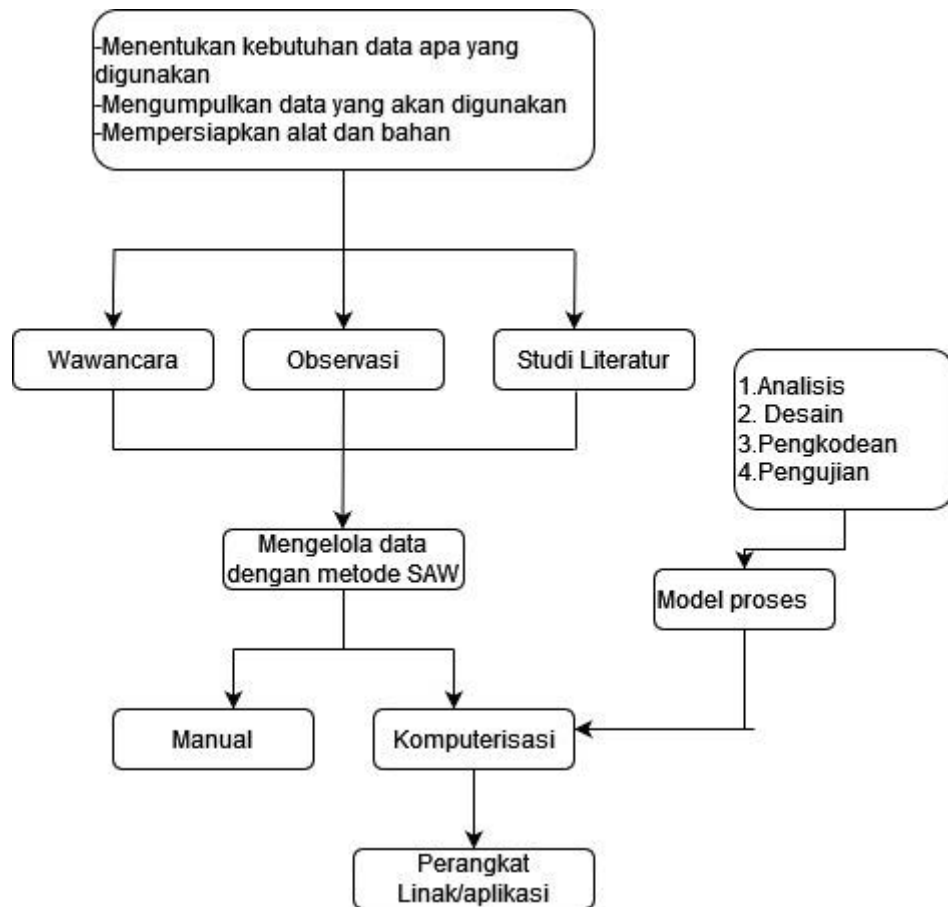 -Menentukan kebutuhan data apa yang
digunakan
-Mengumpulkan data yang akan digunakan
-Mempersiapkan alat dan bahan
Wawancara
Observasi
Studi Literatur
1.Analisis
2. Desain
3.Pengkodean
4.Pengujian
Mengelola data
dengan metode SAW
Model proses
Manual
Komputerisasi
Perangkat
Linak/aplikasi